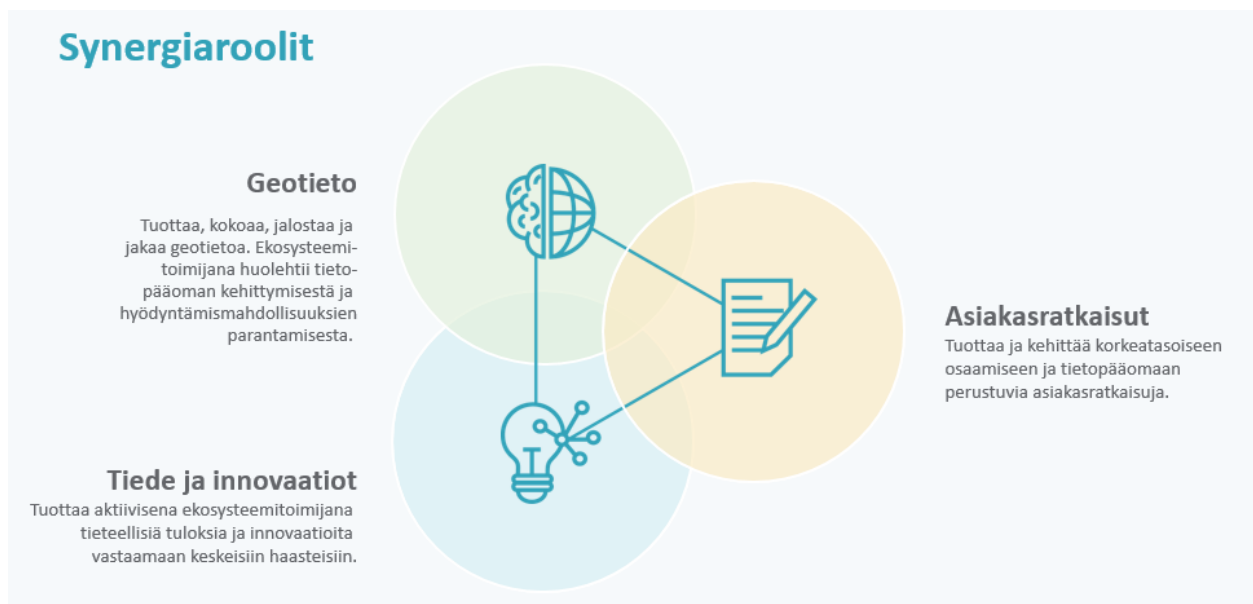 Synergiaroolit
Geotieto
Tuottaa, kokoaa, jalostaa ja
jakaa geotietoa. Ekosysteemi-
toimijana huolehtii tieto-
pääoman kehittymisestä ja
hyödyntämismahdollisuuksien
parantamisesta.
Asiakasratkaisut
Tuottaa ja kehittää korkeatasoiseen
osaamiseen ja tietopääomaan
perustuvia asiakasratkaisuja.
Tiede ja innovaatiot
Tuottaa aktiivisena ekosysteemitoimijana
tieteellisiä tuloksia ja innovaatioita
vastaamaan keskeisiin haasteisiin.